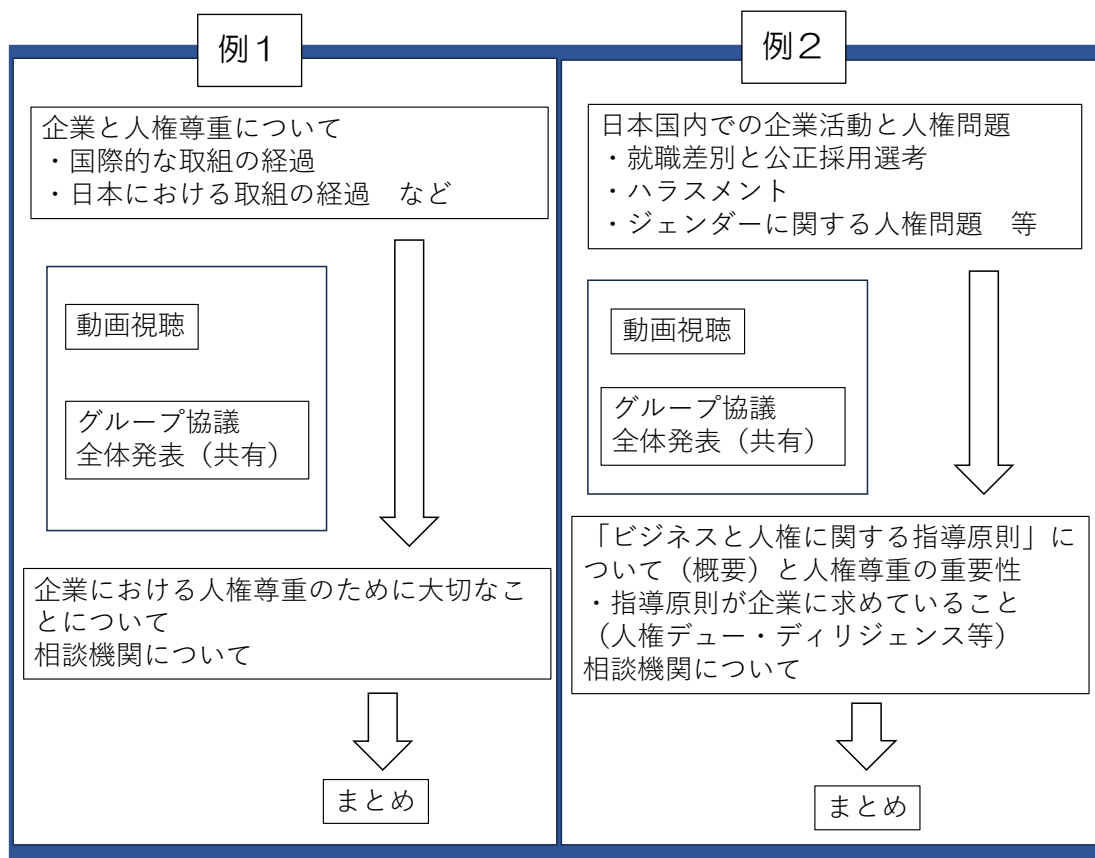 例１
企業と人権尊重について
・国際的な取組の経過
・日本における取組の経過　など
動画視聴
グループ協議
全体発表（共有）
企業における人権尊重のために大切なこ
とについて
相談機関について
まとめ
例２
日本国内での企業活動と人権問題
・就職差別と公正採用選考
・ハラスメント
・ジェンダーに関する人権問題　等
動画視聴
グループ協議
全体発表（共有）
「ビジネスと人権に関する指導原則」に
ついて（概要）と人権尊重の重要性
・指導原則が企業に求めていること
（人権デュー・ディリジェンス等）
相談機関について
まとめ